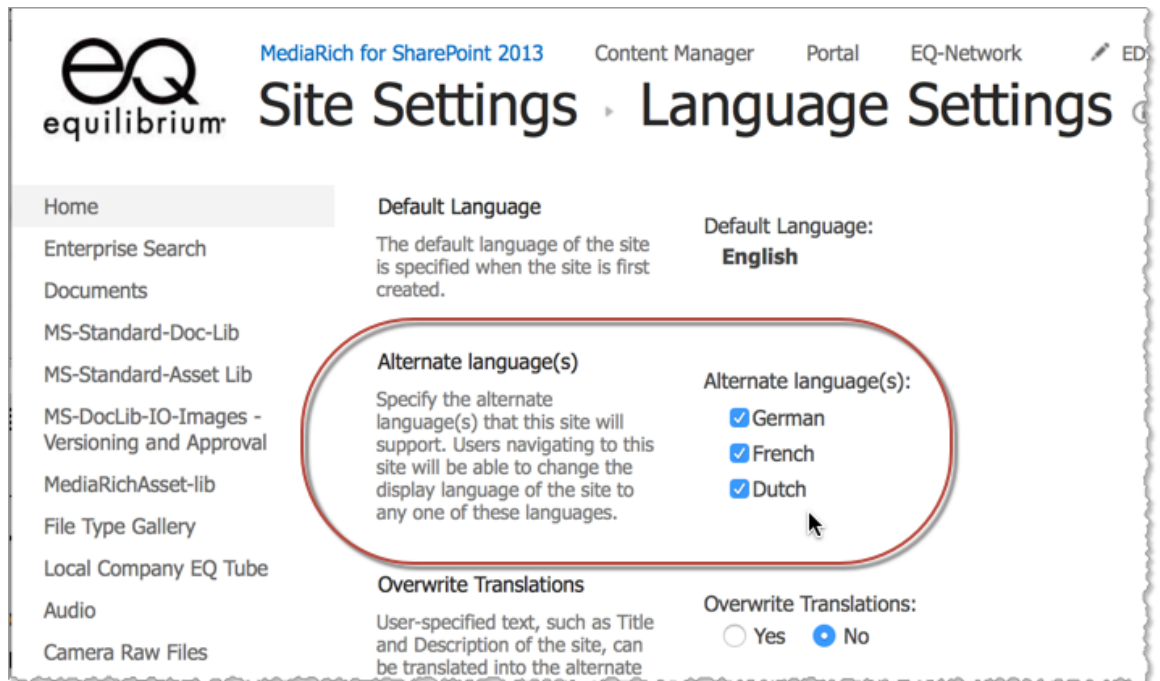 eQ
equilibrium
MediaRich for SharePoint 2013 Content Manager Portal EQ-Network
Site Settings Language Settings
Home
Enterprise Search
Documents
MS-Standard-Doc-Lib
MS-Standard-Asset Lib
MS-DocLib-IO-Images -
Versioning and Approval
MediaRichAsset-lib
File Type Gallery
Local Company EQ Tube
Audio
Camera Raw Files
Default Language
The default language of the site
is specified when the site is first
created.
Default Language:
English
Alternate language(s)
Specify the alternate
language(s) that this site will
support. Users navigating to this
site will be able to change the
display language of the site to
any one of these languages.
Alternate language(s):
German
French
Dutch
Overwrite Translations
User-specified text, such as Title
and Description of the site, can
be translated into the alternate
Overwrite Translations:
Yes No